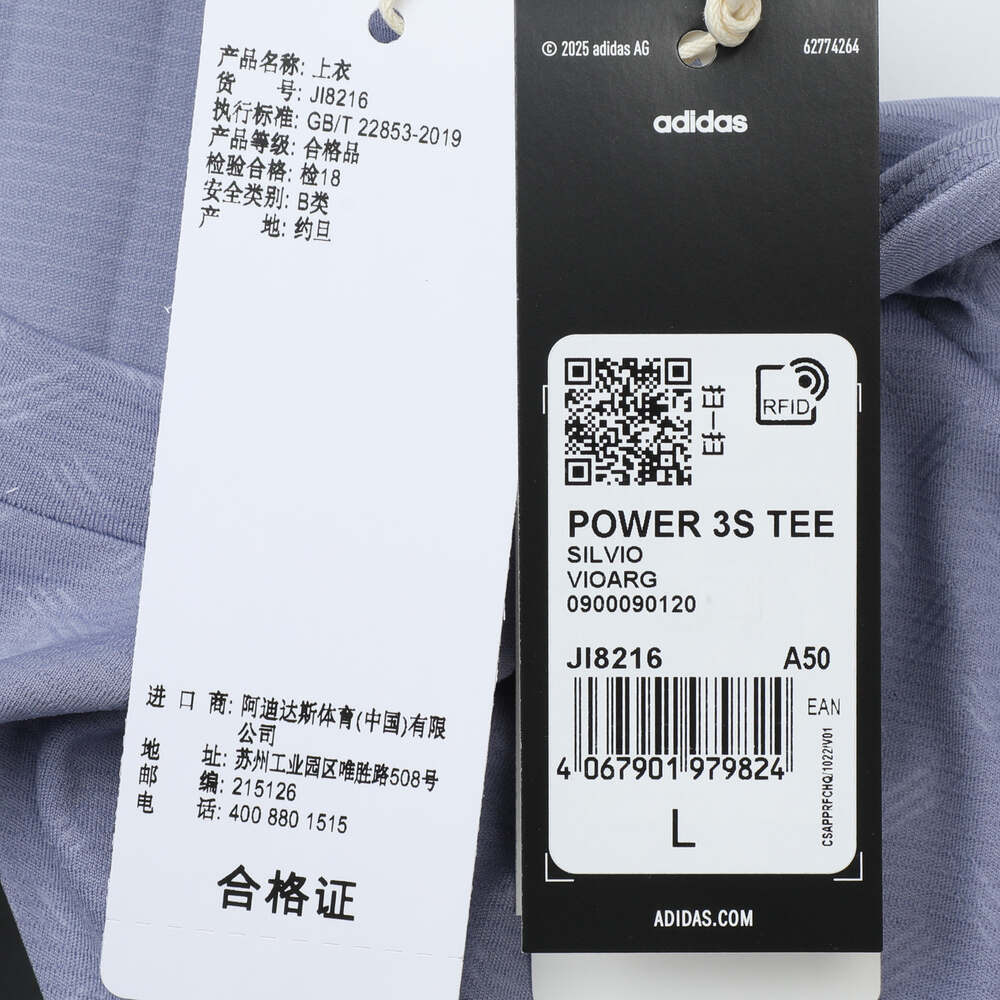 产品名称: 上衣
货 号: JI8216
执行标准: GB/T 22853-2019
产品等级: 合格品
检验合格: 检18
安全类别: B类
产 地: 约旦
进 口 商: 阿迪达斯体育(中国)有限
公司
地 址: 苏州工业园区唯胜路508号
邮 编: 215126
电 话: 400 880 1515
合格证
© 2025 adidas AG
62774264
adidas
扫一扫
RFID
POWER 3S TEE
SILVIO
VIOARG
0900090120
JI8216 A50
EAN
4 067901 979824
CSAPPRFCHQ/1022/V01
L
ADIDAS.COM